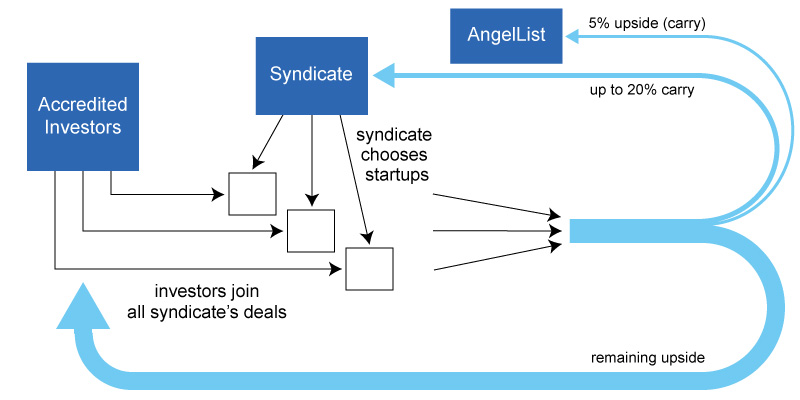 5% upside (carry)
AngelList
Syndicate
up to 20% carry
Accredited
Investors
syndicate
chooses
startups
investors join
all syndicate's deals
remaining upside